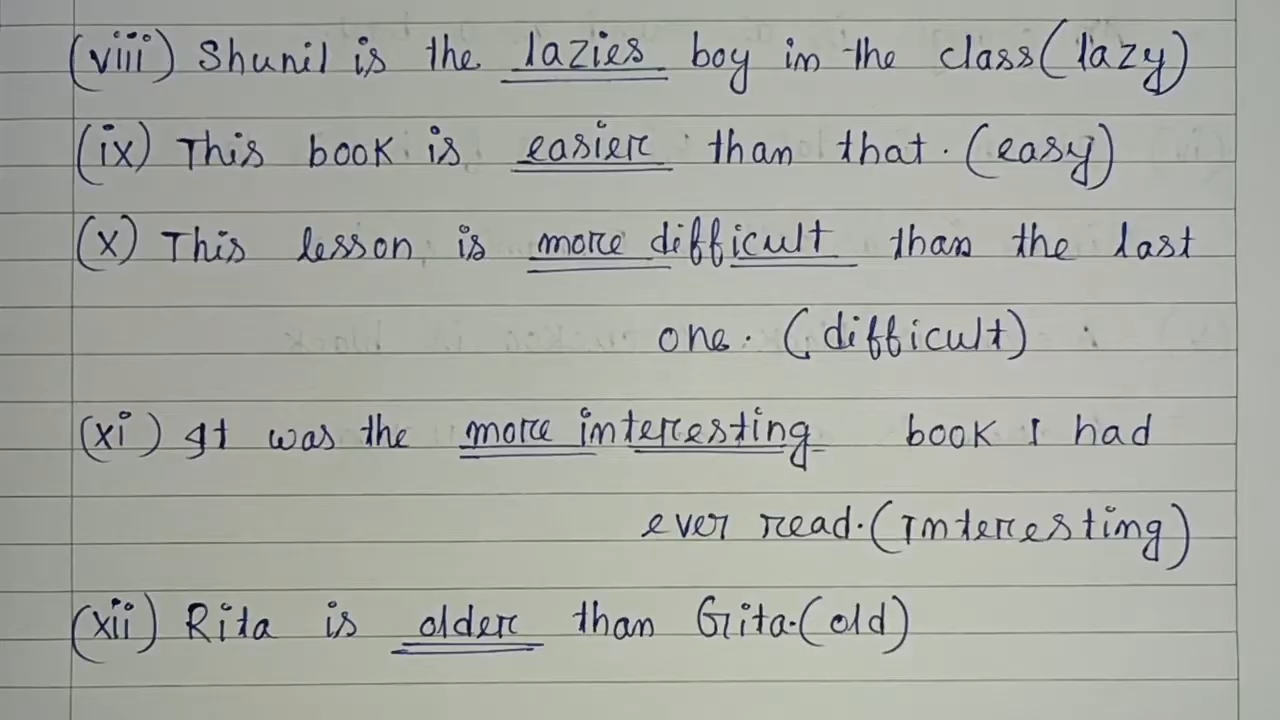 (viii) Shunil is the lazies boy in the class (lazy)
(ix) This book is easier than that. (easy)
(x) This lesson is more difficult than the last
one. (difficult)
(xi) It was the more interesting book I had
ever read. (Interesting)
(xii) Rita is older than Gita. (old)